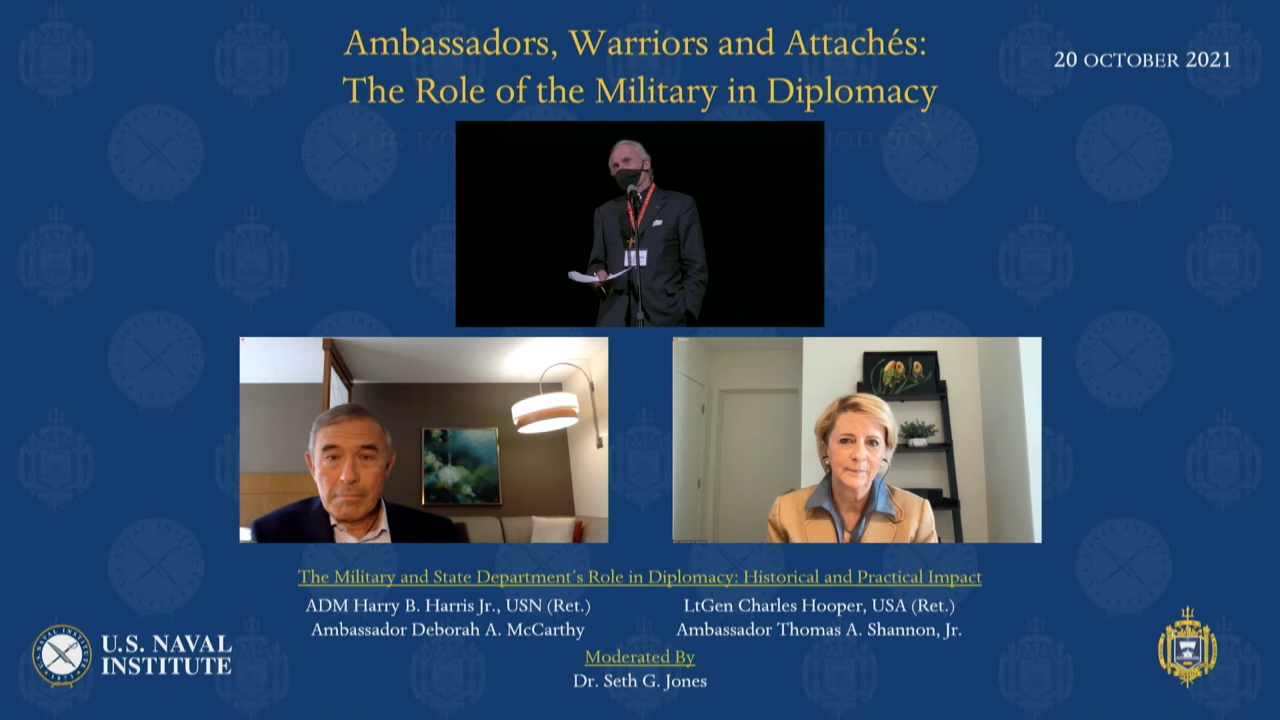 Ambassadors, Warriors and Attachés:
The Role of the Military in Diplomacy
20 OCTOBER 2021
The Military and State Department's Role in Diplomacy: Historical and Practical Impact
ADM Harry B. Harris Jr., USN (Ret.)
Ambassador Deborah A. McCarthy
LtGen Charles Hooper, USA (Ret.)
Ambassador Thomas A. Shannon, Jr.
Moderated By
Dr. Seth G. Jones
U.S. NAVAL
INSTITUTE